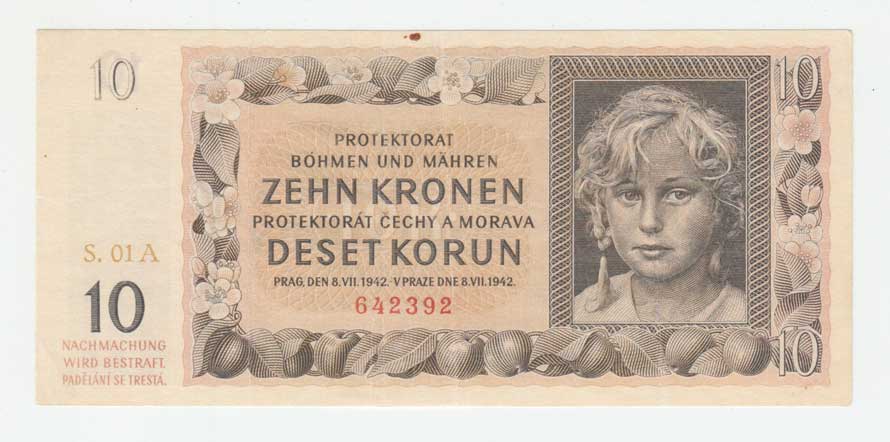 10
10
PROTEKTORAT
BÖHMEN UND MÄHREN
ZEHN KRONEN
PROTEKTORÁT ČECHY A MORAVA
DESET KORUN
PRAG, DEN 8. VII. 1942. - V PRAZE DNE 8. VII. 1942.
642392
S. 01 A
10
NACHMACHUNG
WIRD BESTRAFT.
PADĚLÁNÍ SE TRESTÁ.
10